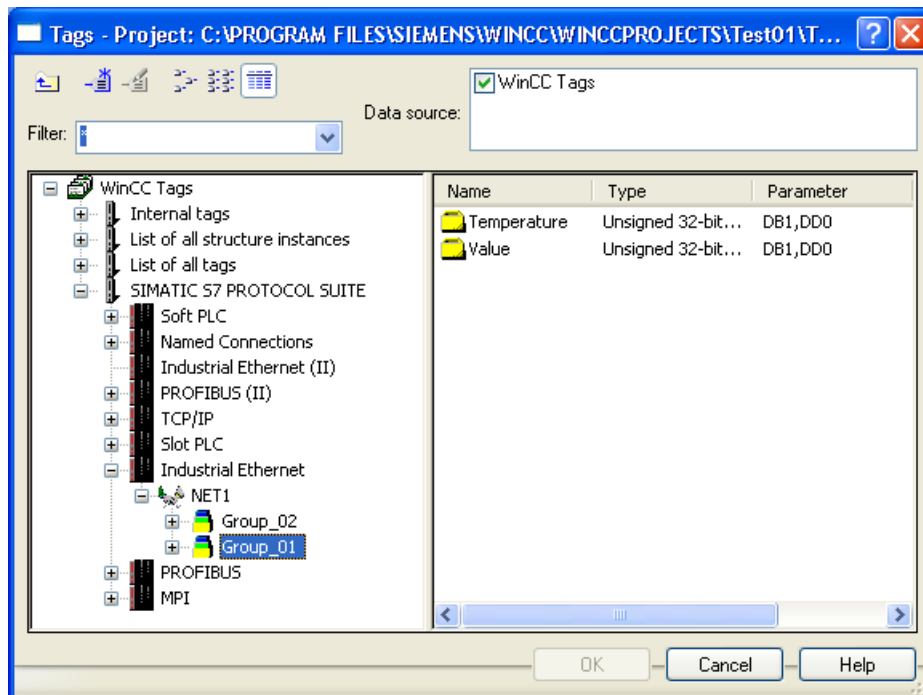 Tags - Project: C:\PROGRAM FILES\SIEMENS\WINCC\WINCCPROJECTS\Test01\T...
Data source:
WinCC Tags
Filter:
*
WinCC Tags
Internal tags
List of all structure instances
List of all tags
SIMATIC S7 PROTOCOL SUITE
Soft PLC
Named Connections
Industrial Ethernet (II)
PROFIBUS (II)
TCP/IP
Slot PLC
Industrial Ethernet
NET1
Group_02
Group_01
PROFIBUS
MPI
Name Type Parameter
Temperature Unsigned 32-bit... DB1,DD0
Value Unsigned 32-bit... DB1,DD0
OK Cancel Help